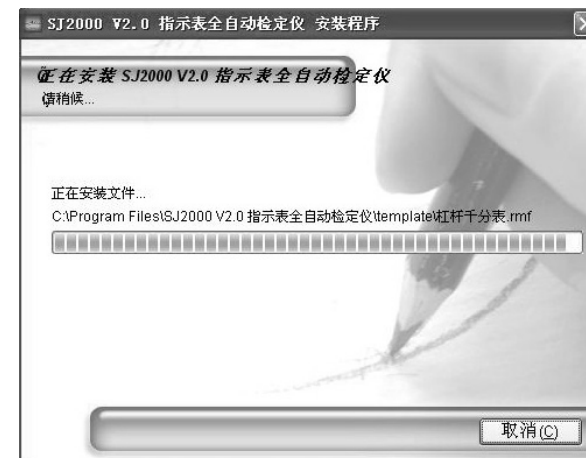 SJ2000 V2.0 指示表全自动检定仪 安装程序
正在安装 SJ2000 V2.0 指示表全自动检定仪
请稍候...
正在安装文件...
C:\Program Files\SJ2000 V2.0 指示表全自动检定仪\template\杠杆千分表.rmf
取消(C)